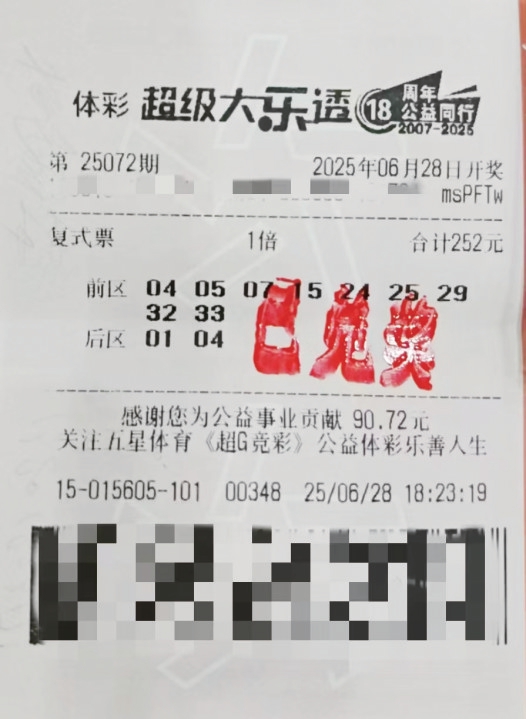 体彩 超级大乐透 18 周年 公益同行 2007-2025
第 25072期 2025年06月28日开奖
msPFTw
复式票 1倍 合计252元
前区 04 05 07 15 24 25 29
32 33
后区 01 04
已兑奖
感谢您为公益事业贡献 90.72元
关注五星体育《超G竞彩》公益体彩乐善人生
15-015605-101 00348 25/06/28 18:23:19